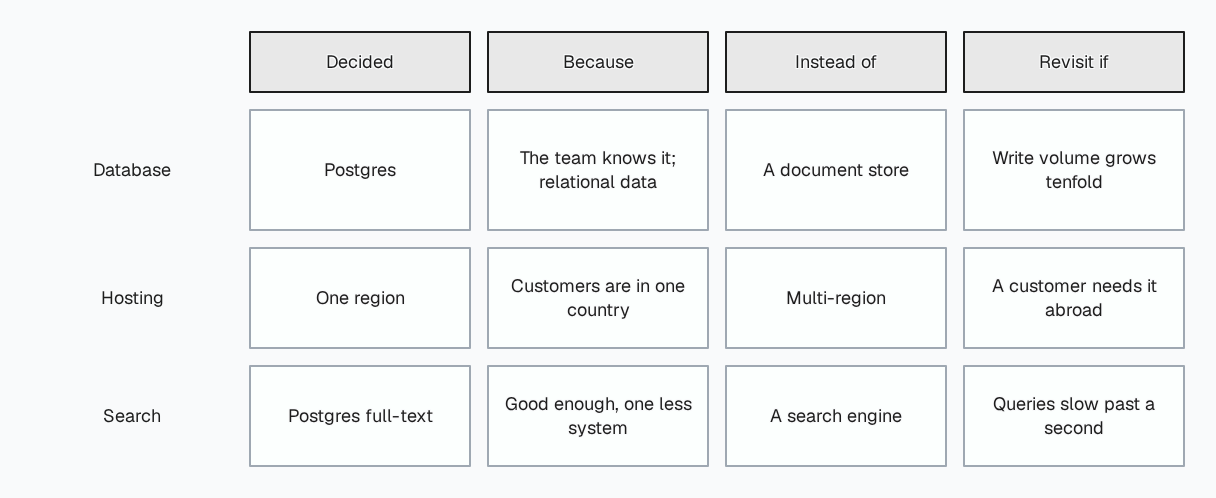 Decided
Because
Instead of
Revisit if
Database
Postgres
The team knows it;
relational data
A document store
Write volume grows
tenfold
Hosting
One region
Customers are in one
country
Multi-region
A customer needs it
abroad
Search
Postgres full-text
Good enough, one less
system
A search engine
Queries slow past a
second